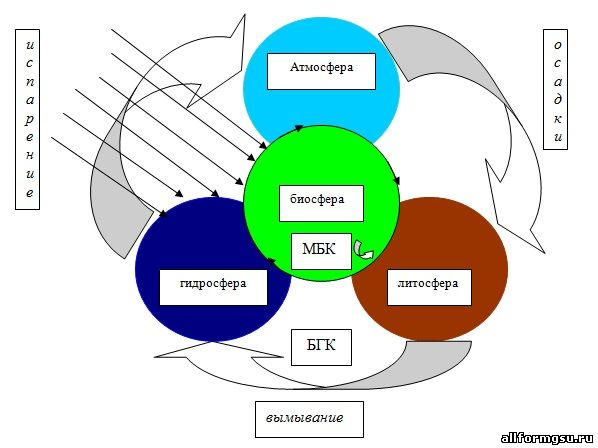 испарение
осадки
Атмосфера
биосфера
МБК
гидросфера
литосфера
БГК
вымывание
allformgsu.ru